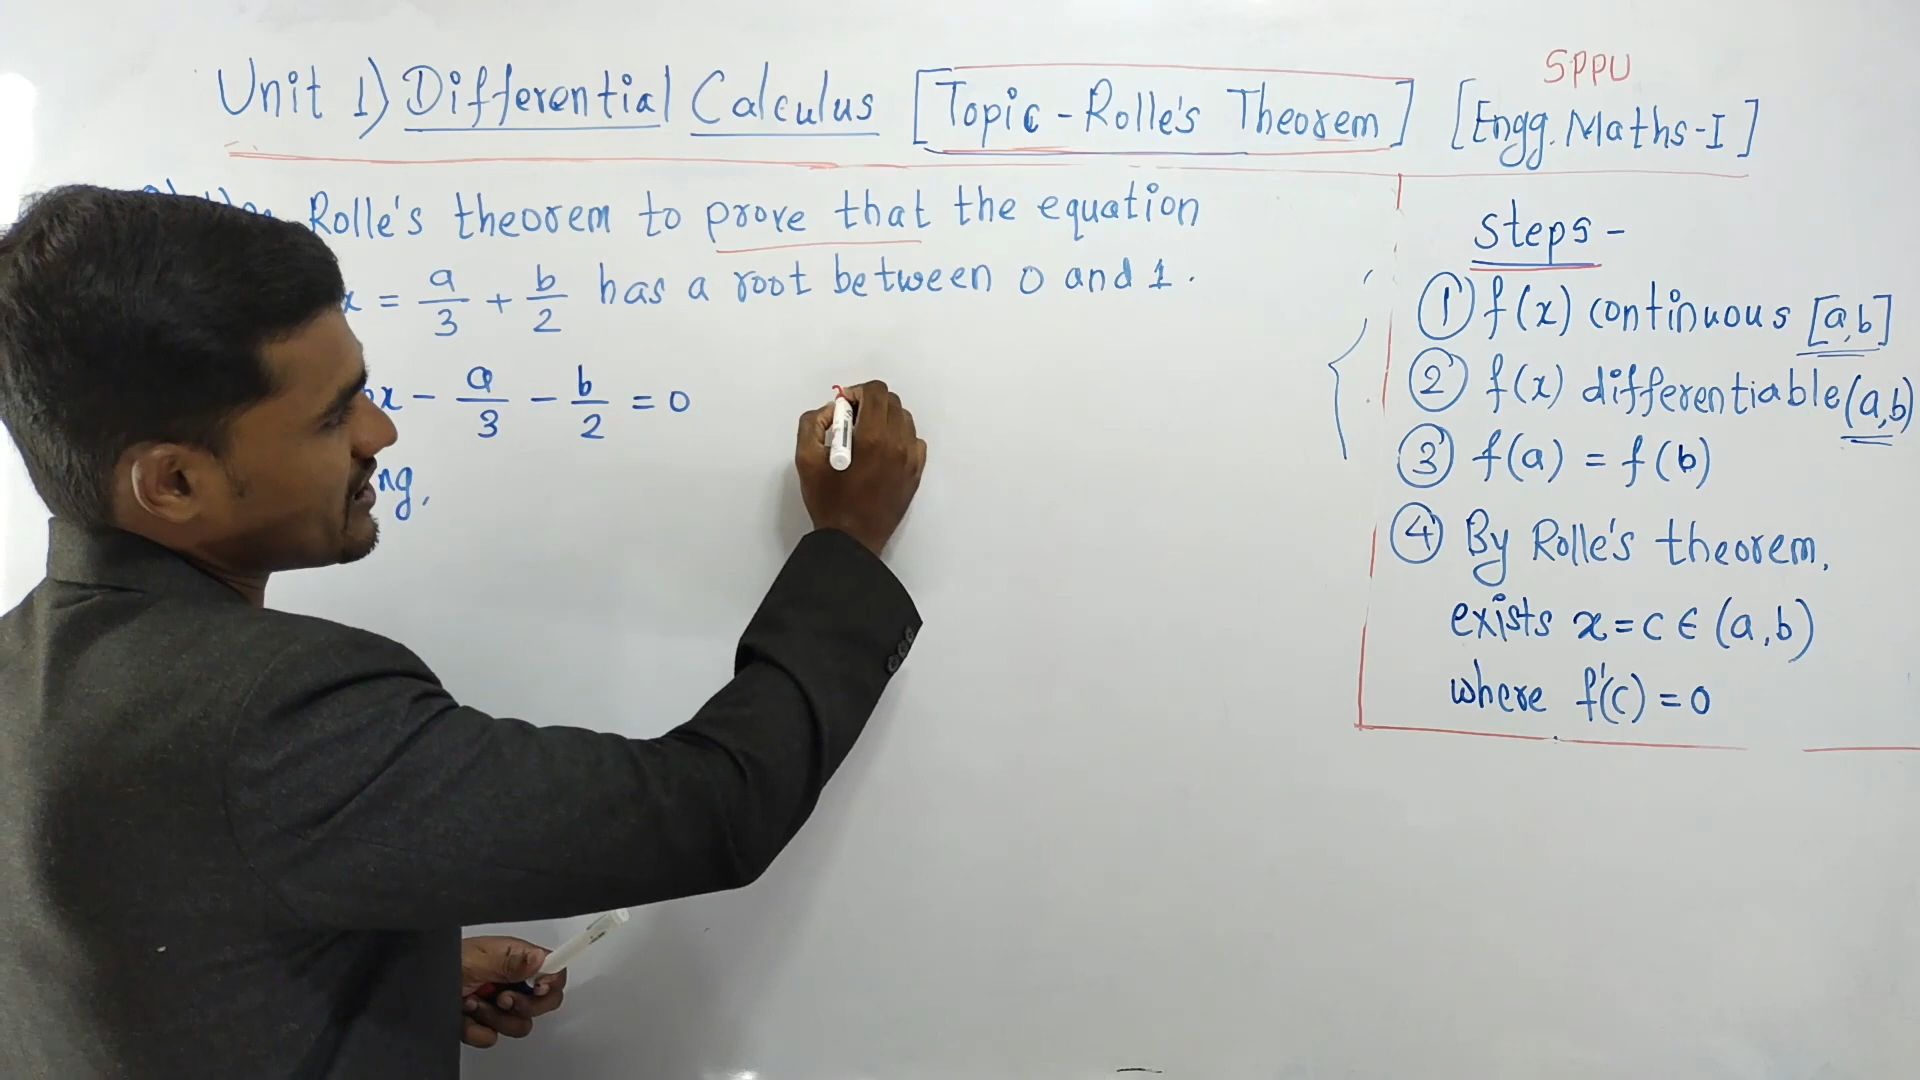 SPPU
Unit 1) Differential Calculus [Topic - Rolle's Theorem] [Engg. Maths-I]
Rolle's theorem to prove that the equation
x = a/3 + b/2 has a root between 0 and 1.
x - a/3 - b/2 = 0
ng,
Steps -
① f(x) continuous [a,b]
② f(x) differentiable (a,b)
③ f(a) = f(b)
④ By Rolle's theorem,
exists x = c ∈ (a,b)
where f'(c) = 0